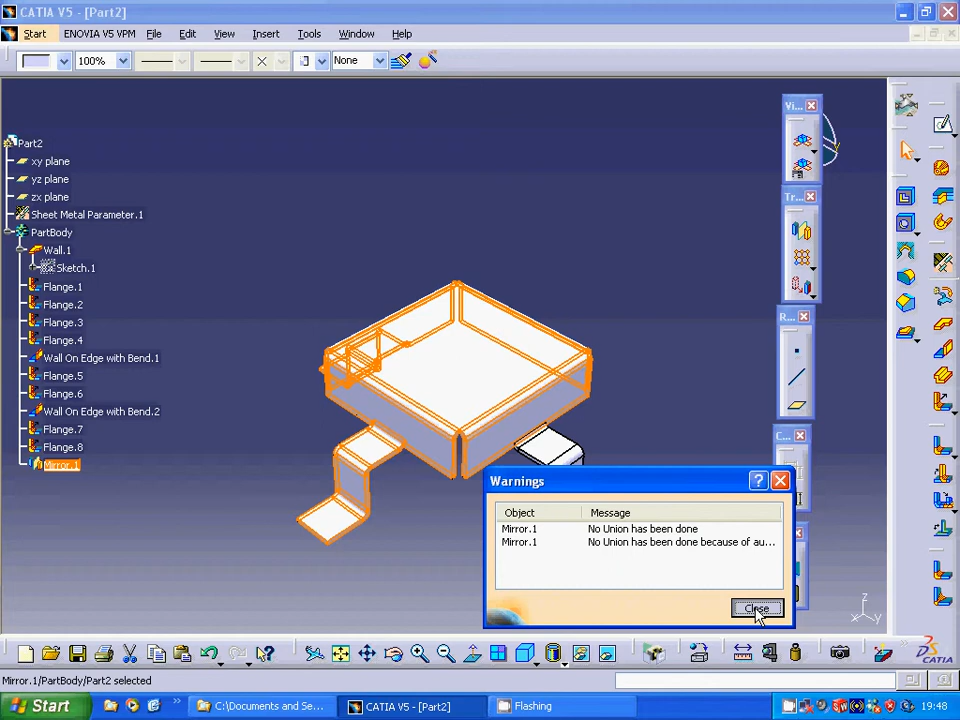 CATIA V5 - [Part2]
Start ENOVIA V5 VPM File Edit View Insert Tools Window Help
100% None
Vi...
Part2
xy plane
yz plane
zx plane
Tr...
Sheet Metal Parameter.1
PartBody
Wall.1
Sketch.1
Flange.1
Flange.2
R...
Flange.3
Flange.4
Wall On Edge with Bend.1
Flange.5
Flange.6
Wall On Edge with Bend.2
Flange.7
C...
Flange.8
Mirror.1
Warnings
Object Message
Mirror.1 No Union has been done
Mirror.1 No Union has been done because of au...
Close
z
x y
DS CATIA
Mirror.1/PartBody/Part2 selected
Start C:\Documents and Se... CATIA V5 - [Part2] Flashing 19:48